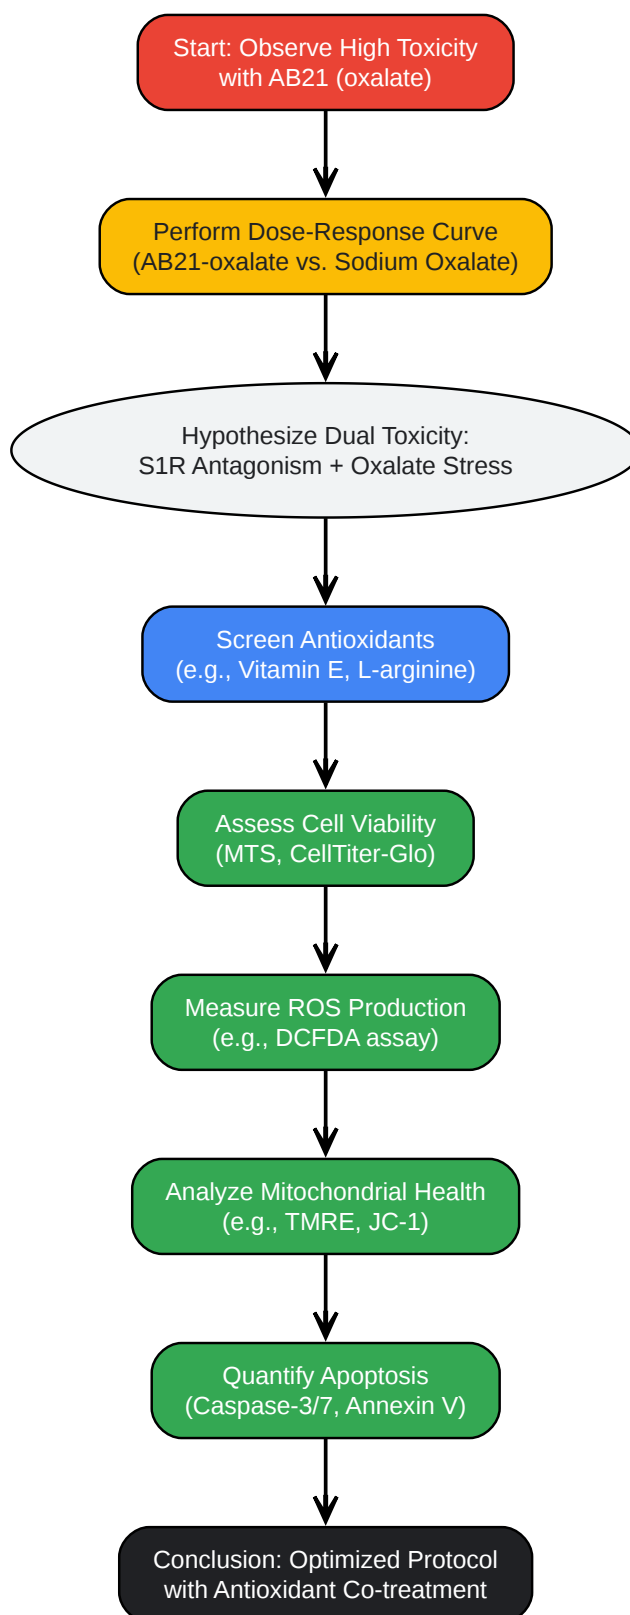 Start: Observe High Toxicity
with AB21 (oxalate)
Perform Dose-Response Curve
(AB21-oxalate vs. Sodium Oxalate)
Hypothesize Dual Toxicity:
S1R Antagonism + Oxalate Stress
Screen Antioxidants
(e.g., Vitamin E, L-arginine)
Assess Cell Viability
(MTS, CellTiter-Glo)
Measure ROS Production
(e.g., DCFDA assay)
Analyze Mitochondrial Health
(e.g., TMRE, JC-1)
Quantify Apoptosis
(Caspase-3/7, Annexin V)
Conclusion: Optimized Protocol
with Antioxidant Co-treatment